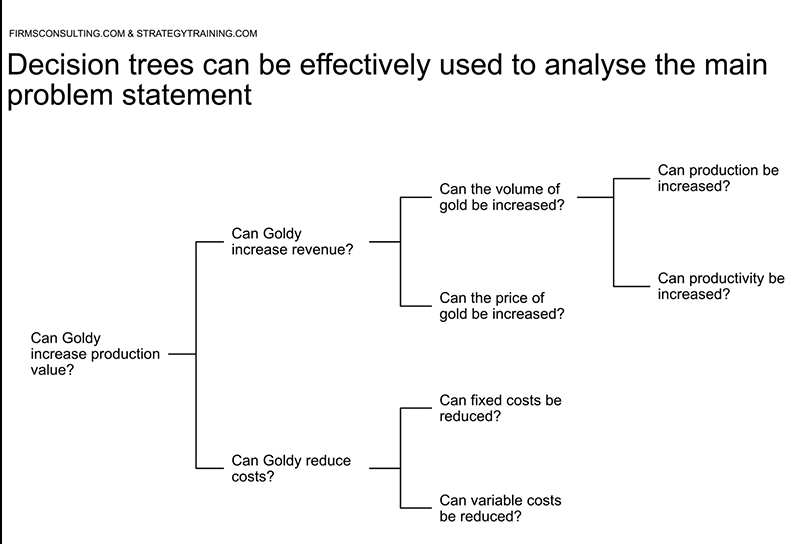 FIRMSCONSULTING.COM & STRATEGYTRAINING.COM
Decision trees can be effectively used to analyse the main
problem statement
Can Goldy
increase production
value?
Can Goldy
increase revenue?
Can the volume of
gold be increased?
Can production be
increased?
Can productivity be
increased?
Can the price of
gold be increased?
Can Goldy reduce
costs?
Can fixed costs be
reduced?
Can variable costs
be reduced?